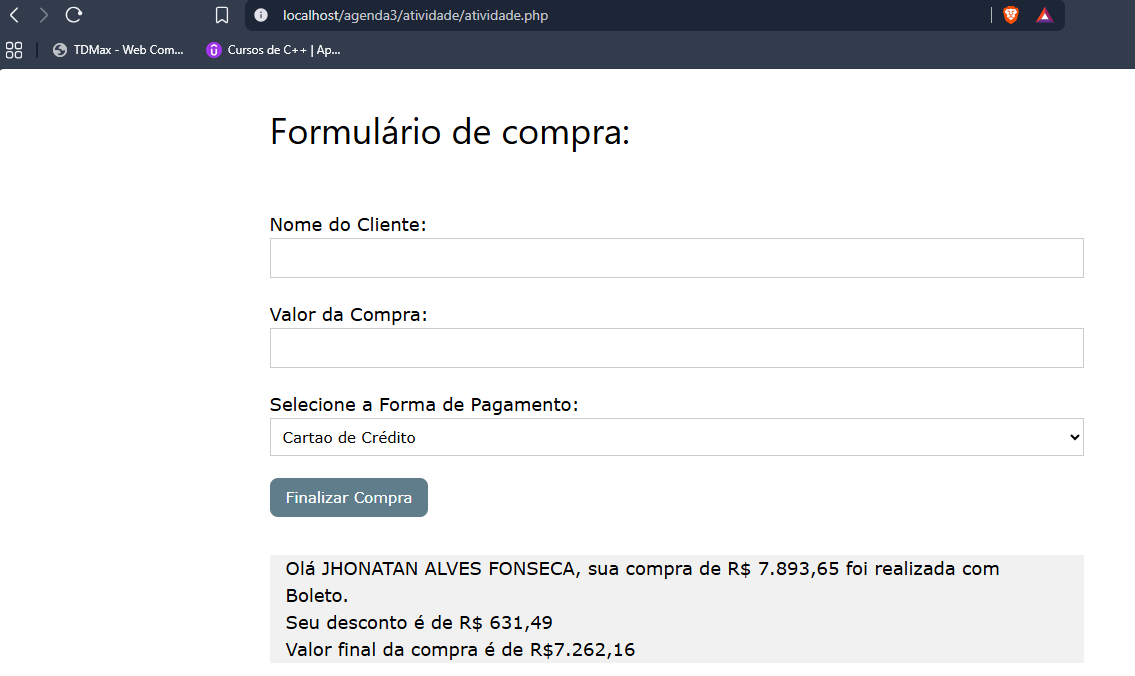 localhost/agenda3/atividade/atividade.php
TDMax - Web Com...
Cursos de C++ | Ap...
Formulário de compra:
Nome do Cliente:
Valor da Compra:
Selecione a Forma de Pagamento:
Cartao de Crédito
Finalizar Compra
Olá JHONATAN ALVES FONSECA, sua compra de R$ 7.893,65 foi realizada com
Boleto.
Seu desconto é de R$ 631,49
Valor final da compra é de R$7.262,16